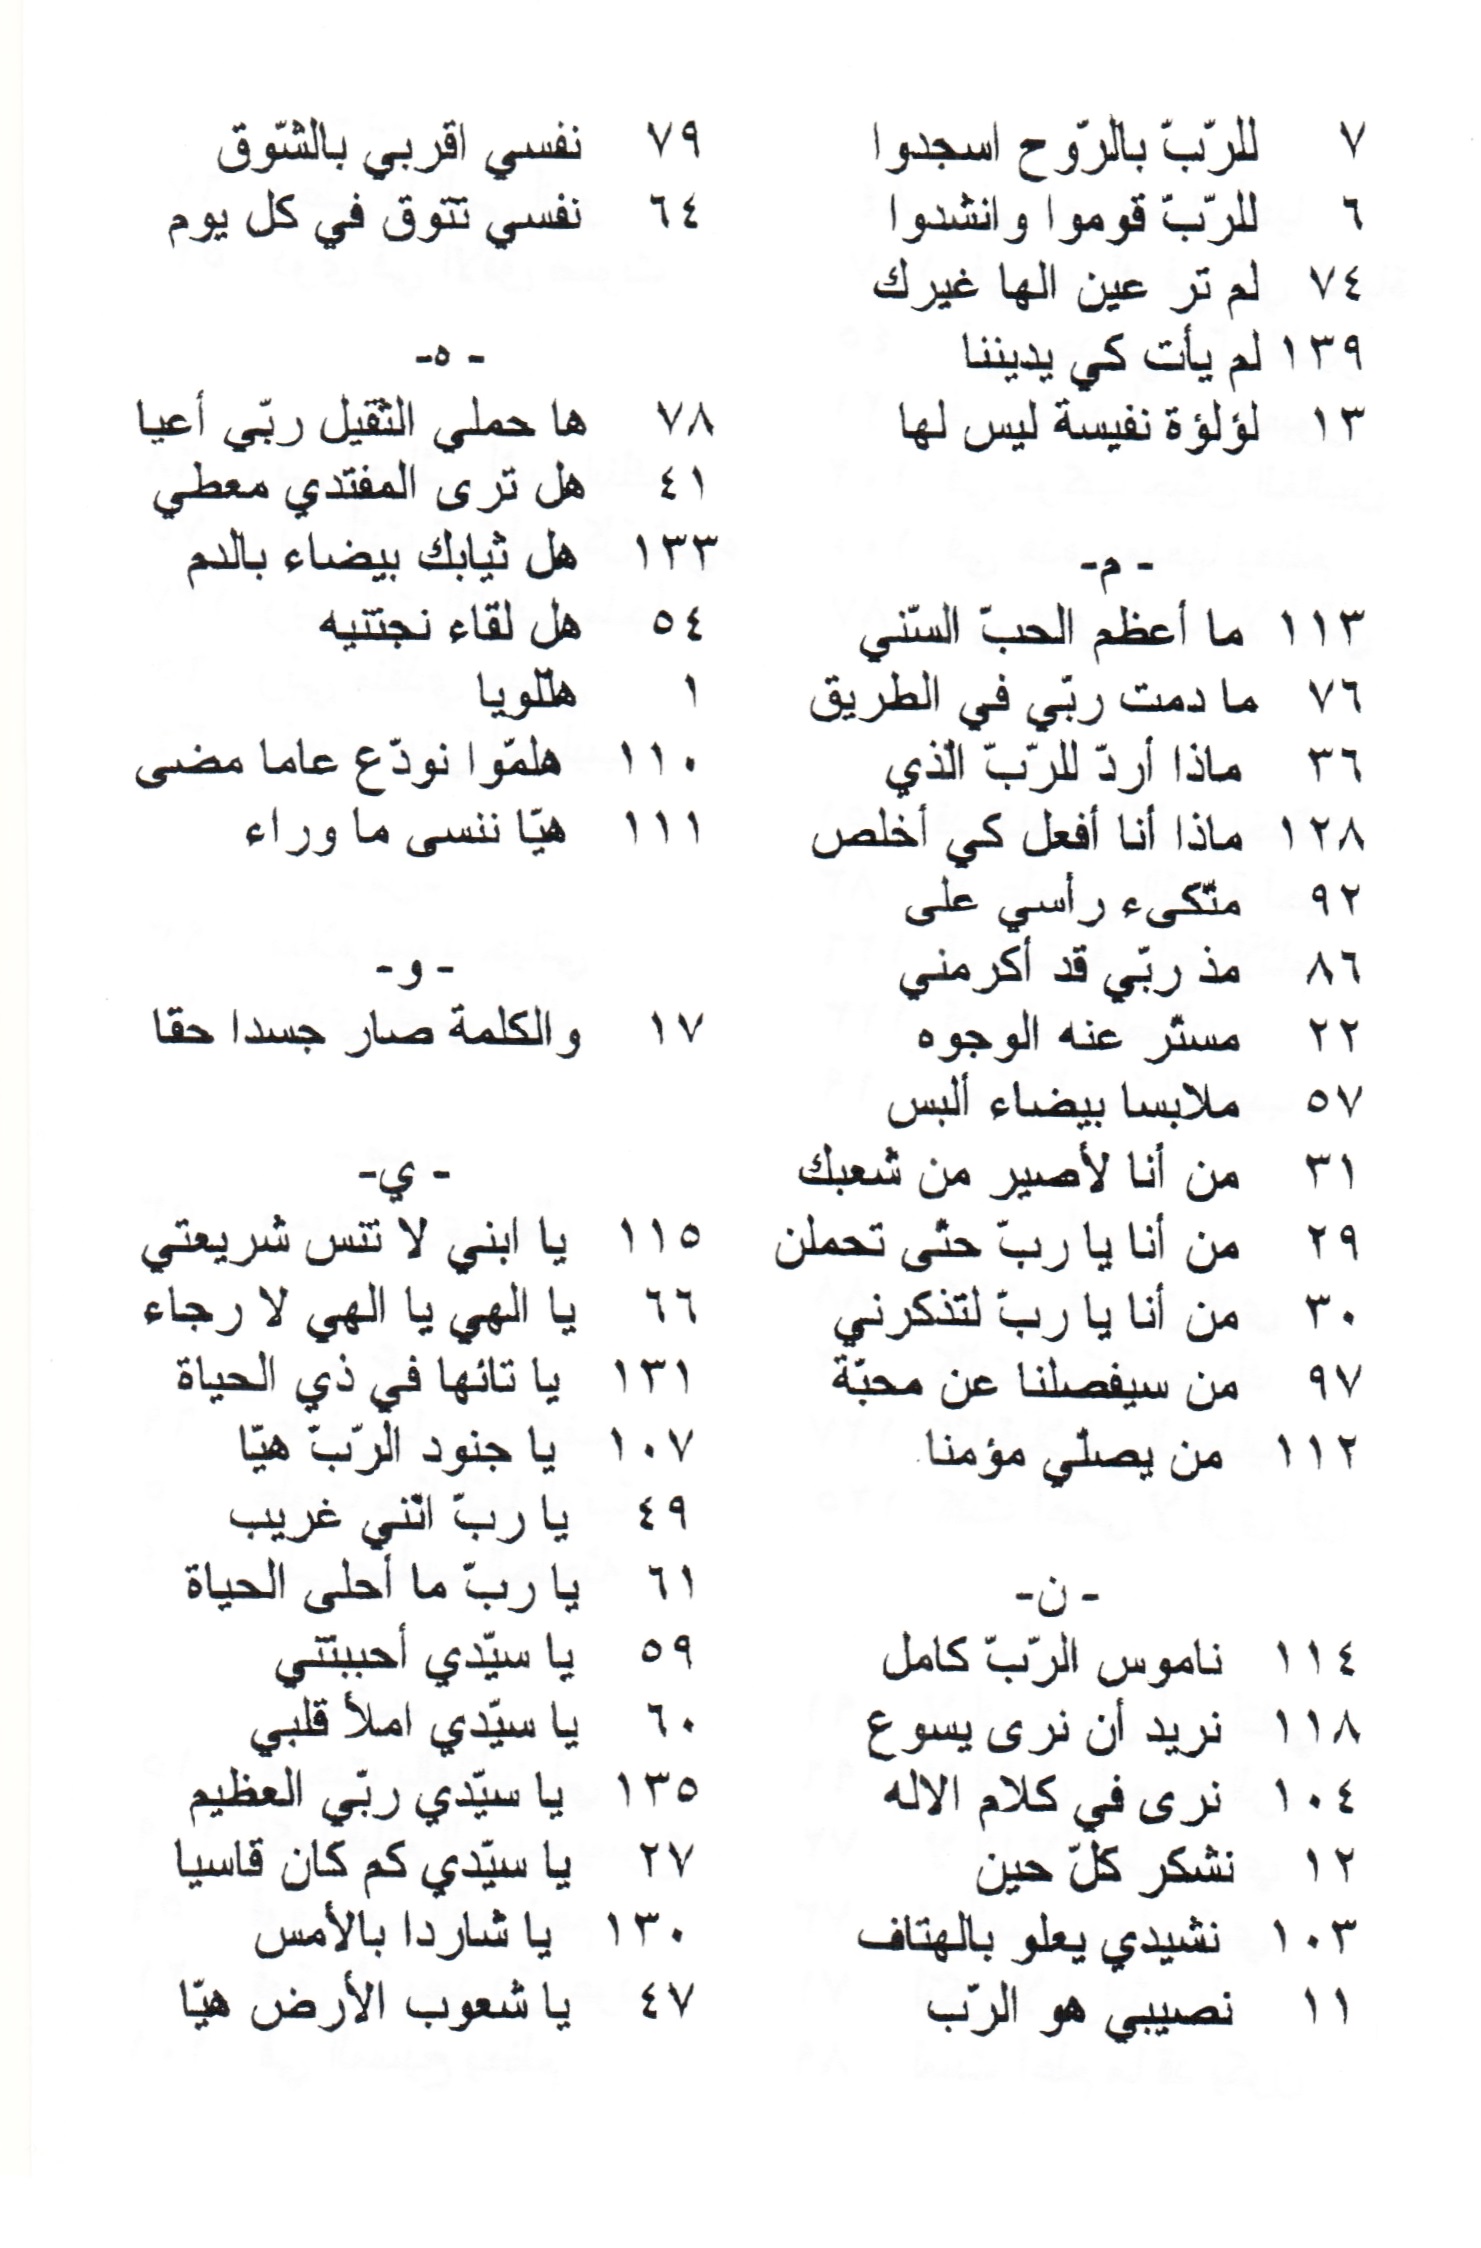 ٧ للرّبّ بالرّوح اسجدوا
٦ للرّبّ قوموا وانشدوا
٧٤ لم تر عين الها غيرك
١٣٩ لم يأت كي يديننا
١٣ لؤلؤة نفيسة ليس لها
- م-
١١٣ ما أعظم الحبّ السّني
٧٦ ما دمت ربّي في الطريق
٣٦ ماذا أردّ للرّبّ الّذي
١٢٨ ماذا أنا أفعل كي أخلص
٩٢ متّكىء رأسي على
٨٦ مذ ربّي قد أكرمني
٢٢ مستّر عنه الوجوه
٥٧ ملابسا بيضاء ألبس
٣١ من أنا لأصير من شعبك
٢٩ من أنا يا ربّ حتّى تحملن
٣٠ من أنا يا ربّ لتذكرني
٩٧ من سيفصلنا عن محبّة
١١٢ من يصلّي مؤمنا
- ن-
١١٤ ناموس الرّبّ كامل
١١٨ نريد أن نرى يسوع
١٠٤ نرى في كلام الاله
١٢ نشكر كلّ حين
١٠٣ نشيدي يعلو بالهتاف
١١ نصيبي هو الرّب
٧٩ نفسي اقربي بالشّوق
٦٤ نفسي تتوق في كل يوم
- ه-
٧٨ ها حملي الثقيل ربّي أعيا
٤١ هل ترى المفتدي معطي
١٣٣ هل ثيابك بيضاء بالدم
٥٤ هل لقاء نجتنيه
١ هلّلويا
١١٠ هلمّوا نودّع عاما مضى
١١١ هيّا ننسى ما وراء
- و-
١٧ والكلمة صار جسدا حقا
- ي-
١١٥ يا ابني لا تنس شريعتي
٦٦ يا الهي يا الهي لا رجاء
١٣١ يا تائها في ذي الحياة
١٠٧ يا جنود الرّبّ هيّا
٤٩ يا ربّ انّني غريب
٦١ يا ربّ ما أحلى الحياة
٥٩ يا سيّدي أحببتني
٦٠ يا سيّدي املأ قلبي
١٣٥ يا سيّدي ربّي العظيم
٢٧ يا سيّدي كم كان قاسيا
١٣٠ يا شاردا بالأمس
٤٧ يا شعوب الأرض هيّا